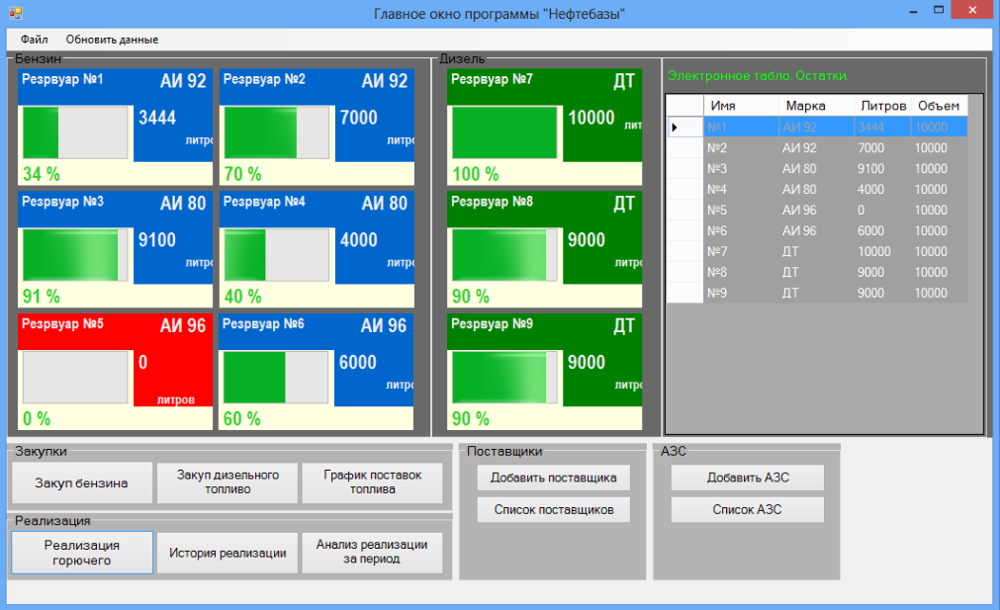 Главное окно программы "Нефтебазы"
Файл Обновить данные
Бензин
Резрвуар №1 АИ 92
3444
литро
34 %
Резрвуар №2 АИ 92
7000
литро
70 %
Резрвуар №3 АИ 80
9100
литро
91 %
Резрвуар №4 АИ 80
4000
литро
40 %
Резрвуар №5 АИ 96
0
литров
0 %
Резрвуар №6 АИ 96
6000
литро
60 %
Дизель
Резрвуар №7 ДТ
10000 лит
100 %
Резрвуар №8 ДТ
9000
литро
90 %
Резрвуар №9 ДТ
9000
литро
90 %
Электронное табло. Остатки.
Имя Марка Литров Объем
№1 АИ 92 3444 10000
№2 АИ 92 7000 10000
№3 АИ 80 9100 10000
№4 АИ 80 4000 10000
№5 АИ 96 0 10000
№6 АИ 96 6000 10000
№7 ДТ 10000 10000
№8 ДТ 9000 10000
№9 ДТ 9000 10000
Закупки
Закуп бензина
Закуп дизельного
топливо
График поставок
топлива
Реализация
Реализация
горючего
История реализации
Анализ реализации
за период
Поставщики
Добавить поставщика
Список поставщиков
АЗС
Добавить АЗС
Список АЗС